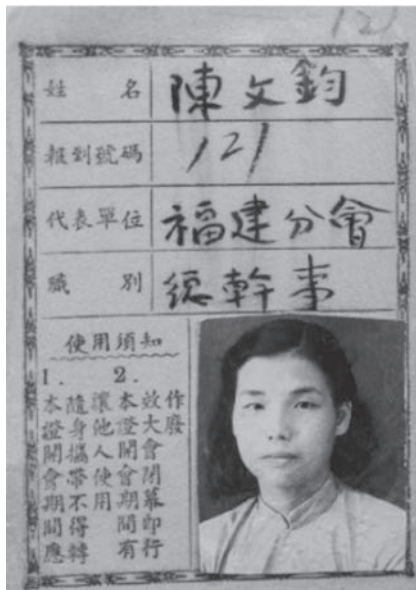 121
姓名 陳文鈞
報到號碼 121
代表單位 福建分會
職別 總幹事
使用須知
1.
本證開會期間應
隨身攜帶不得轉
讓他人使用
2.
本證開會期間有
效大會閉幕即行
作廢